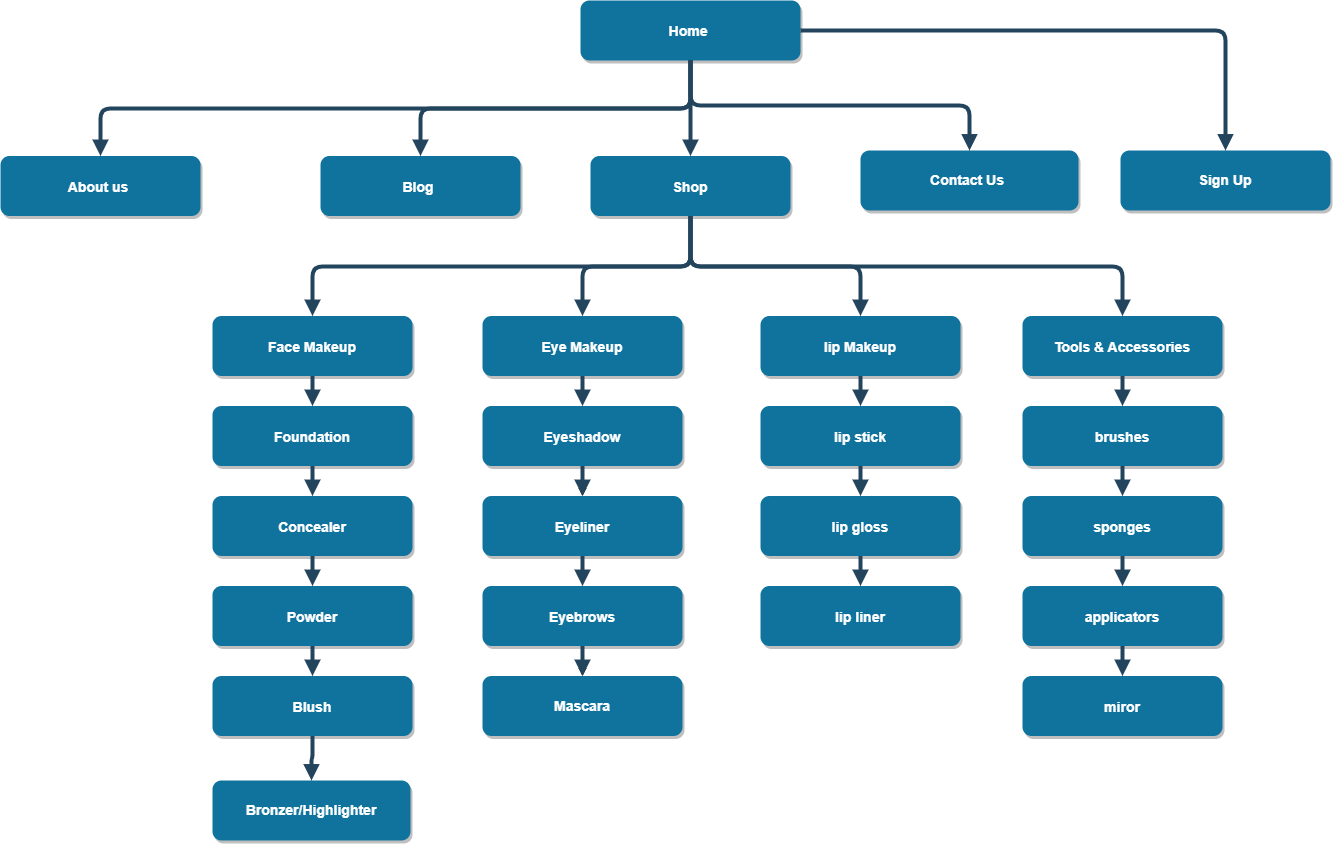 Home
About us
Blog
Shop
Contact Us
Sign Up
Face Makeup
Eye Makeup
lip Makeup
Tools & Accessories
Foundation
Eyeshadow
lip stick
brushes
Concealer
Eyeliner
lip gloss
sponges
Powder
Eyebrows
lip liner
applicators
Blush
Mascara
miror
Bronzer/Highlighter